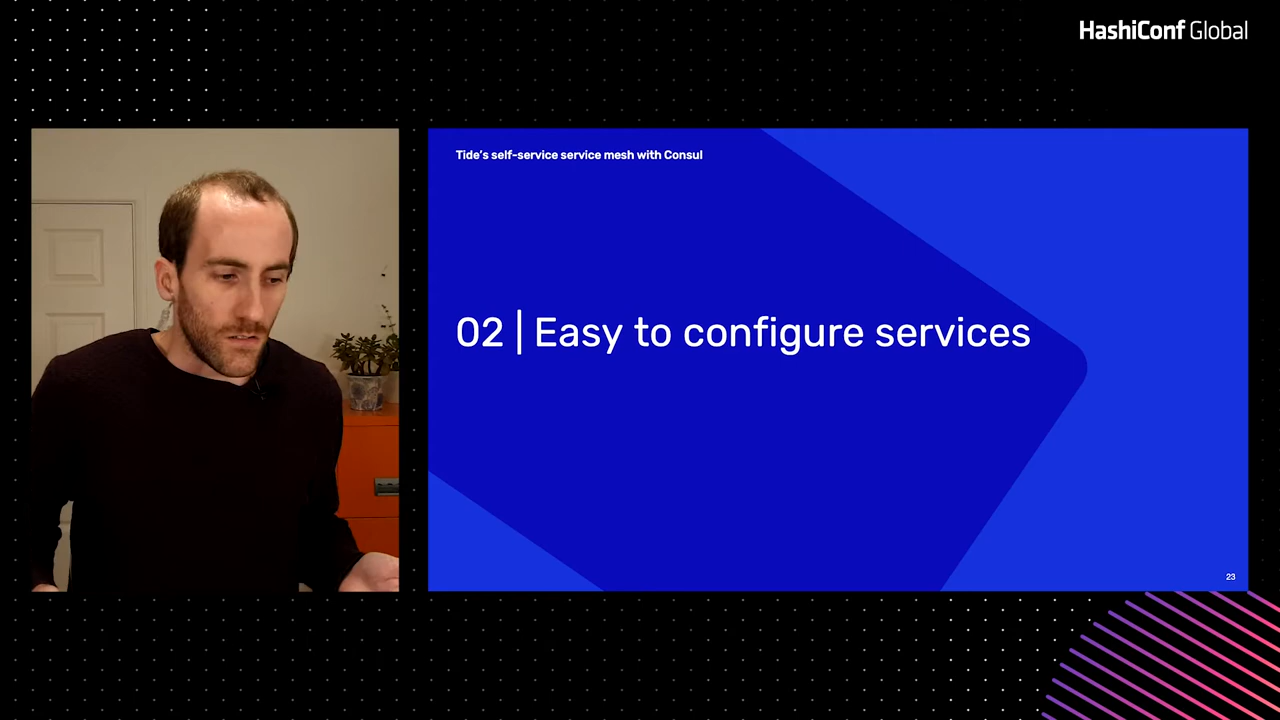 HashiConf Global
Tide's self-service service mesh with Consul
02 | Easy to configure services
23